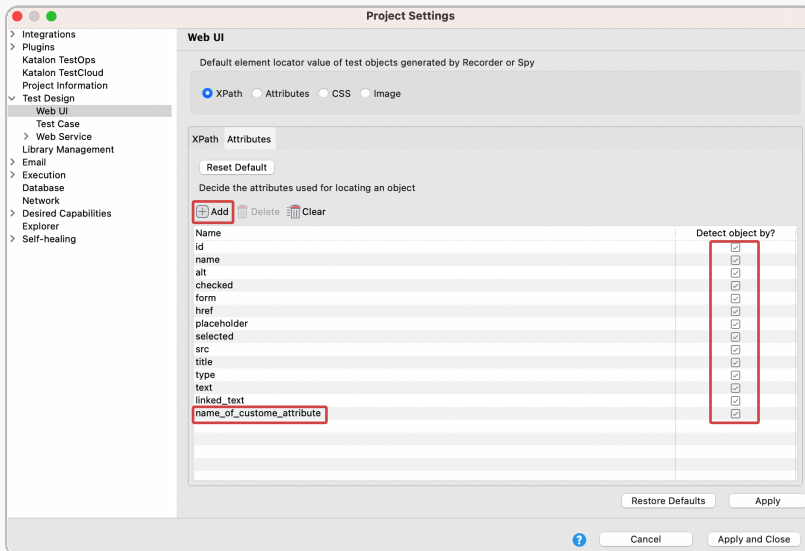 Project Settings
Integrations
Plugins
Katalon TestOps
Katalon TestCloud
Project Information
Test Design
Web UI
Test Case
Web Service
Library Management
Email
Execution
Database
Network
Desired Capabilities
Explorer
Self-healing
Web UI
Default element locator value of test objects generated by Recorder or Spy
XPath Attributes CSS Image
XPath Attributes
Reset Default
Decide the attributes used for locating an object
Add Delete Clear
Name Detect object by?
id
name
alt
checked
form
href
placeholder
selected
src
title
type
text
linked_text
name_of_custome_attribute
Restore Defaults Apply
? Cancel Apply and Close